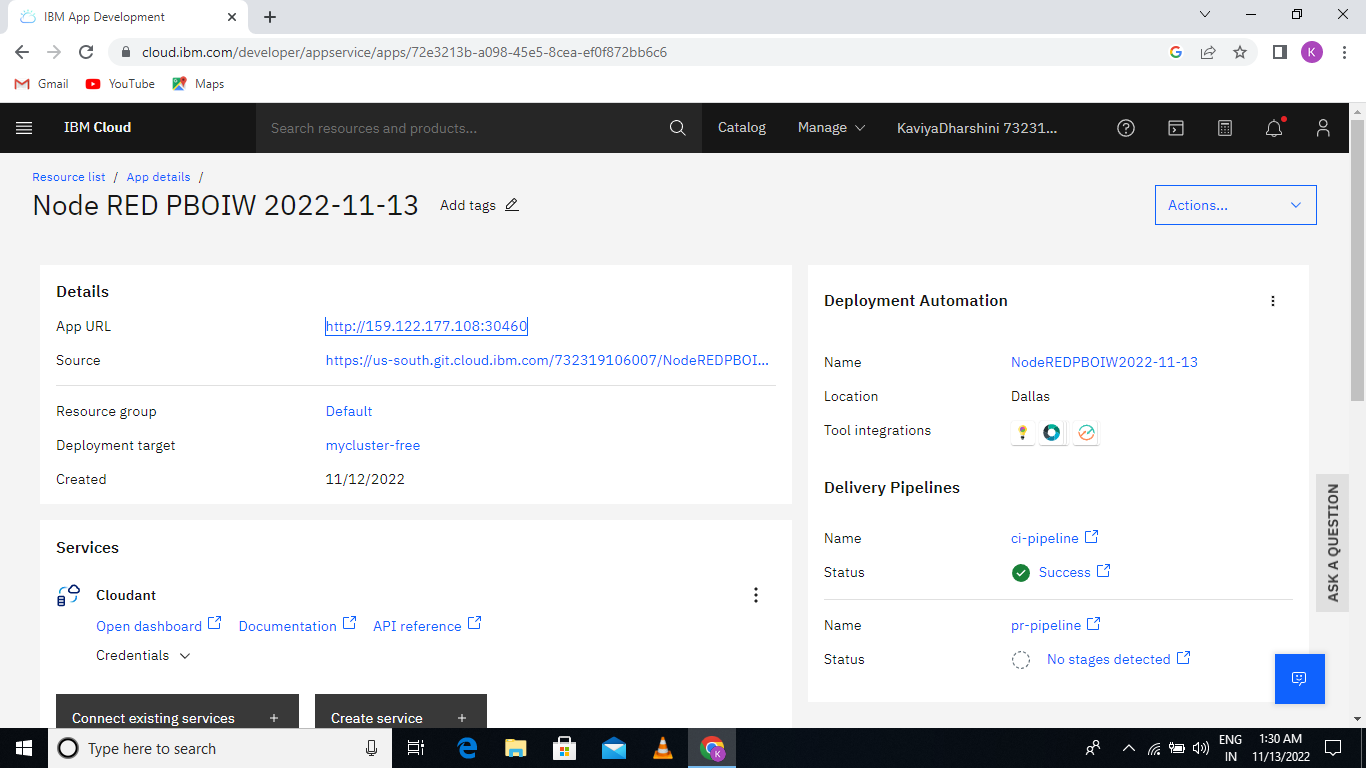 IBM App Development
cloud.ibm.com/developer/appservice/apps/72e3213b-a098-45e5-8cea-ef0f872bb6c6
K
Gmail YouTube Maps
IBM Cloud
Search resources and products...
Catalog
Manage
KaviyaDharshini 73231...
Resource list / App details /
Node RED PBOIW 2022-11-13
Add tags
Actions...
Details
App URL http://159.122.177.108:30460
Source https://us-south.git.cloud.ibm.com/732319106007/NodeREDPBOI...
Resource group Default
Deployment target mycluster-free
Created 11/12/2022
Services
Cloudant
Open dashboard Documentation API reference
Credentials
Connect existing services +
Create service +
Deployment Automation
Name NodeREDPBOIW2022-11-13
Location Dallas
Tool integrations
Delivery Pipelines
Name ci-pipeline
Status Success
Name pr-pipeline
Status No stages detected
ASK A QUESTION
Type here to search
K
ENG
IN
1:30 AM
11/13/2022